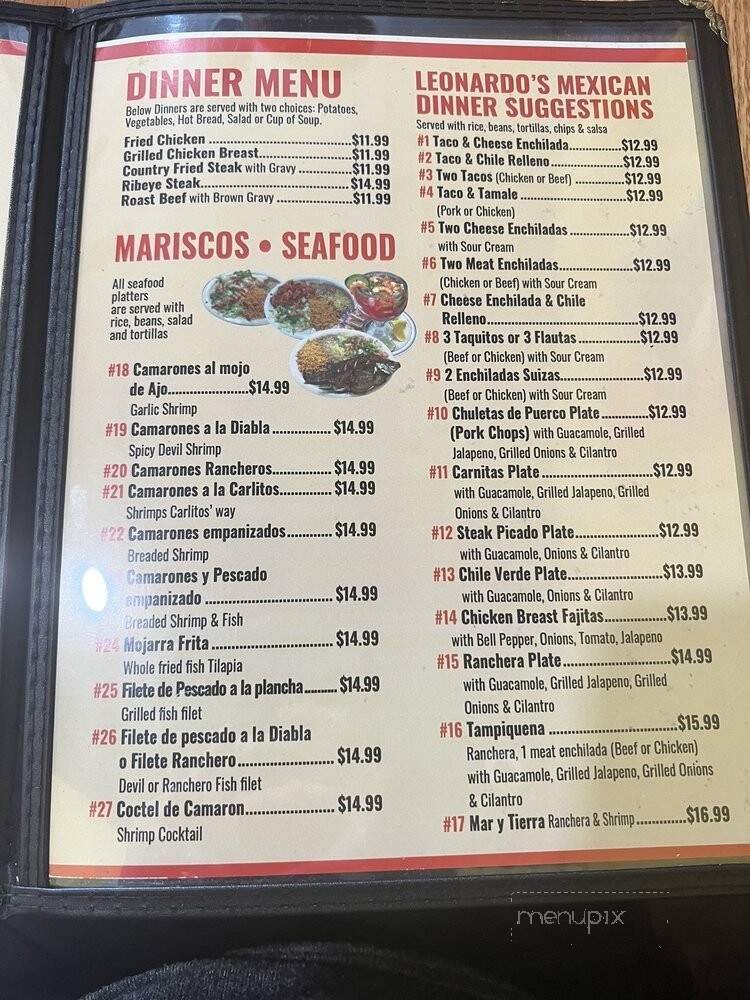 DINNER MENU
Below Dinners are served with two choices: Potatoes,
Vegetables, Hot Bread, Salad or Cup of Soup.
Fried Chicken ....................................$11.99
Grilled Chicken Breast........................$11.99
Country Fried Steak with Gravy ..............$11.99
Ribeye Steak......................................$14.99
Roast Beef with Brown Gravy ....................$11.99
MARISCOS • SEAFOOD
All seafood
platters
are served with
rice, beans, salad
and tortillas
#18 Camarones al mojo
de Ajo....................$14.99
Garlic Shrimp
#19 Camarones a la Diabla ...............$14.99
Spicy Devil Shrimp
#20 Camarones Rancheros................$14.99
#21 Camarones a la Carlitos.............$14.99
Shrimps Carlitos' way
#22 Camarones empanizados............$14.99
Breaded Shrimp
Camarones y Pescado
empanizado ................................$14.99
Breaded Shrimp & Fish
#24 Mojarra Frita ..............................$14.99
Whole fried fish Tilapia
#25 Filete de Pescado a la plancha.........$14.99
Grilled fish filet
#26 Filete de pescado a la Diabla
o Filete Ranchero........................$14.99
Devil or Ranchero Fish filet
#27 Coctel de Camaron......................$14.99
Shrimp Cocktail
LEONARDO'S MEXICAN
DINNER SUGGESTIONS
Served with rice, beans, tortillas, chips & salsa
#1 Taco & Cheese Enchilada.............$12.99
#2 Taco & Chile Relleno..................$12.99
#3 Two Tacos (Chicken or Beef) ............$12.99
#4 Taco & Tamale ..........................$12.99
(Pork or Chicken)
#5 Two Cheese Enchiladas ...............$12.99
with Sour Cream
#6 Two Meat Enchiladas...................$12.99
(Chicken or Beef) with Sour Cream
#7 Cheese Enchilada & Chile
Relleno.....................................$12.99
#8 3 Taquitos or 3 Flautas ...............$12.99
(Beef or Chicken) with Sour Cream
#9 2 Enchiladas Suizas....................$12.99
(Beef or Chicken) with Sour Cream
#10 Chuletas de Puerco Plate............$12.99
(Pork Chops) with Guacamole, Grilled
Jalapeno, Grilled Onions & Cilantro
#11 Carnitas Plate ..........................$12.99
with Guacamole, Grilled Jalapeno, Grilled
Onions & Cilantro
#12 Steak Picado Plate....................$12.99
with Guacamole, Onions & Cilantro
#13 Chile Verde Plate.......................$13.99
with Guacamole, Onions & Cilantro
#14 Chicken Breast Fajitas...............$13.99
with Bell Pepper, Onions, Tomato, Jalapeno
#15 Ranchera Plate..........................$14.99
with Guacamole, Grilled Jalapeno, Grilled
Onions & Cilantro
#16 Tampiquena ..............................$15.99
Ranchera, 1 meat enchilada (Beef or Chicken)
with Guacamole, Grilled Jalapeno, Grilled Onions
& Cilantro
#17 Mar y Tierra Ranchera & Shrimp.............$16.99
menupix